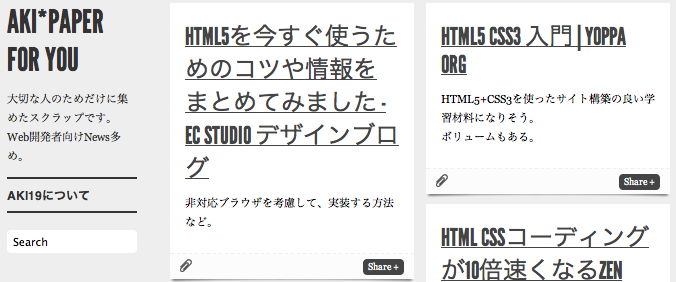 AKI*PAPER
FOR YOU
大切な人のためだけに集
めたスクラップです。
Web開発者向けNews多
め。
AKI19について
Search
HTML5を今すぐ使うた
めのコツや情報を
まとめてみました -
EC STUDIO デザインブロ
グ
非対応ブラウザを考慮して、実装する方法
など。
Share +
HTML5 CSS3 入門 | YOPPA
ORG
HTML5+CSS3を使ったサイト構築の良い学
習材料になりそう。
ボリュームもある。
Share +
HTML CSSコーディング
が10倍速くなるZEN